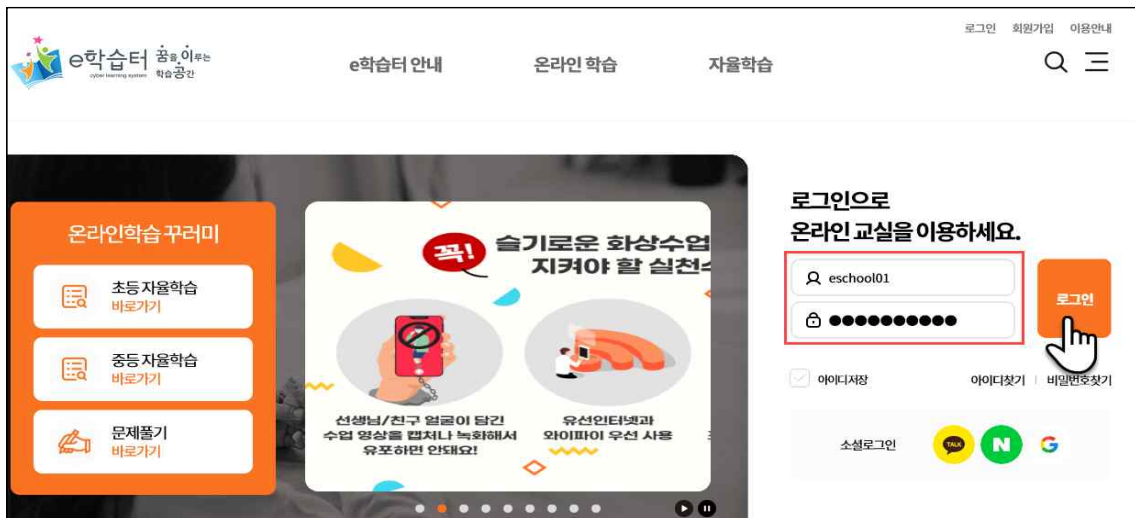 로그인 회원가입 이용안내
e학습터 꿈을 이루는 학습공간
cyber learning system
e학습터 안내 온라인 학습 자율학습
온라인학습 꾸러미
초등 자율학습
바로가기
중등 자율학습
바로가기
문제풀기
바로가기
꼭! 슬기로운 화상수업
지켜야 할 실천
선생님/친구 얼굴이 담긴
수업 영상을 캡처나 녹화해서
유포하면 안돼요!
유선인터넷과
와이파이 우선 사용
로그인으로
온라인 교실을 이용하세요.
eschool01
●●●●●●●●●●
로그인
아이디저장 아이디찾기 비밀번호찾기
소셜로그인 TALK N G